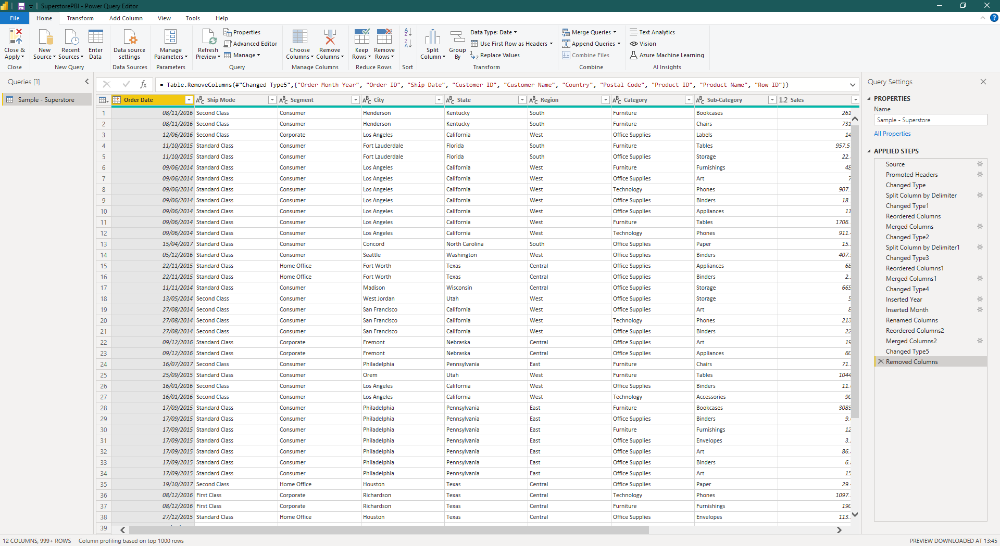 SuperstorePBI - Power Query Editor
File Home Transform Add Column View Tools Help
Close & Apply
Close
New Source
Recent Sources
Enter Data
New Query
Data source settings
Data Sources
Manage Parameters
Parameters
Refresh Preview
Properties
Advanced Editor
Manage
Query
Choose Columns
Remove Columns
Manage Columns
Keep Rows
Remove Rows
Reduce Rows
Sort
Split Column
Group By
Data Type: Date
Use First Row as Headers
Replace Values
Transform
Merge Queries
Append Queries
Combine Files
Combine
Text Analytics
Vision
Azure Machine Learning
AI Insights
Queries [1]
Sample - Superstore
= Table.RemoveColumns(#"Changed Type5",{"Order Month Year", "Order ID", "Ship Date", "Customer ID", "Customer Name", "Country", "Postal Code", "Product ID", "Product Name", "Row ID"})
Order Date Ship Mode Segment City State Region Category Sub-Category 1.2 Sales
1 08/11/2016 Second Class Consumer Henderson Kentucky South Furniture Bookcases 261
2 08/11/2016 Second Class Consumer Henderson Kentucky South Furniture Chairs 731
3 12/06/2016 Second Class Corporate Los Angeles California West Office Supplies Labels 14
4 11/10/2015 Standard Class Consumer Fort Lauderdale Florida South Furniture Tables 957.5
5 11/10/2015 Standard Class Consumer Fort Lauderdale Florida South Office Supplies Storage 22.
6 09/06/2014 Standard Class Consumer Los Angeles California West Furniture Furnishings 48
7 09/06/2014 Standard Class Consumer Los Angeles California West Office Supplies Art 7
8 09/06/2014 Standard Class Consumer Los Angeles California West Technology Phones 907.
9 09/06/2014 Standard Class Consumer Los Angeles California West Office Supplies Binders 18.
10 09/06/2014 Standard Class Consumer Los Angeles California West Office Supplies Appliances 11
11 09/06/2014 Standard Class Consumer Los Angeles California West Furniture Tables 1706.
12 09/06/2014 Standard Class Consumer Los Angeles California West Technology Phones 911.
13 15/04/2017 Standard Class Consumer Concord North Carolina South Office Supplies Paper 15.
14 05/12/2016 Standard Class Consumer Seattle Washington West Office Supplies Binders 407.
15 22/11/2015 Standard Class Home Office Fort Worth Texas Central Office Supplies Appliances 68
16 22/11/2015 Standard Class Home Office Fort Worth Texas Central Office Supplies Binders 2.
17 11/11/2014 Standard Class Consumer Madison Wisconsin Central Office Supplies Storage 665
18 13/05/2014 Second Class Consumer West Jordan Utah West Office Supplies Storage 5
19 27/08/2014 Second Class Consumer San Francisco California West Office Supplies Art 8
20 27/08/2014 Second Class Consumer San Francisco California West Technology Phones 213
21 27/08/2014 Second Class Consumer San Francisco California West Office Supplies Binders 22
22 09/12/2016 Standard Class Corporate Fremont Nebraska Central Office Supplies Art 19
23 09/12/2016 Standard Class Corporate Fremont Nebraska Central Office Supplies Appliances 60
24 16/07/2017 Second Class Consumer Philadelphia Pennsylvania East Furniture Chairs 71.
25 25/09/2015 Standard Class Consumer Orem Utah West Furniture Tables 1044
26 16/01/2016 Second Class Consumer Los Angeles California West Office Supplies Binders 11.
27 16/01/2016 Second Class Consumer Los Angeles California West Technology Accessories 90
28 17/09/2015 Standard Class Consumer Philadelphia Pennsylvania East Furniture Bookcases 3083
29 17/09/2015 Standard Class Consumer Philadelphia Pennsylvania East Office Supplies Binders 9.
30 17/09/2015 Standard Class Consumer Philadelphia Pennsylvania East Furniture Furnishings 12
31 17/09/2015 Standard Class Consumer Philadelphia Pennsylvania East Office Supplies Envelopes 3.
32 17/09/2015 Standard Class Consumer Philadelphia Pennsylvania East Office Supplies Art 86.
33 17/09/2015 Standard Class Consumer Philadelphia Pennsylvania East Office Supplies Binders 6.
34 17/09/2015 Standard Class Consumer Philadelphia Pennsylvania East Office Supplies Art 15
35 19/10/2017 Second Class Home Office Houston Texas Central Office Supplies Paper 29.
36 08/12/2016 First Class Corporate Richardson Texas Central Technology Phones 1097.
37 08/12/2016 First Class Corporate Richardson Texas Central Furniture Furnishings 190
38 27/12/2015 Standard Class Home Office Houston Texas Central Office Supplies Envelopes 113.
39
Query Settings
PROPERTIES
Name
Sample - Superstore
All Properties
APPLIED STEPS
Source
Promoted Headers
Changed Type
Split Column by Delimiter
Changed Type1
Reordered Columns
Merged Columns
Changed Type2
Split Column by Delimiter1
Changed Type3
Reordered Columns1
Merged Columns1
Changed Type4
Inserted Year
Inserted Month
Renamed Columns
Reordered Columns2
Merged Columns2
Changed Type5
Removed Columns
12 COLUMNS, 999+ ROWS Column profiling based on top 1000 rows
PREVIEW DOWNLOADED AT 13:45